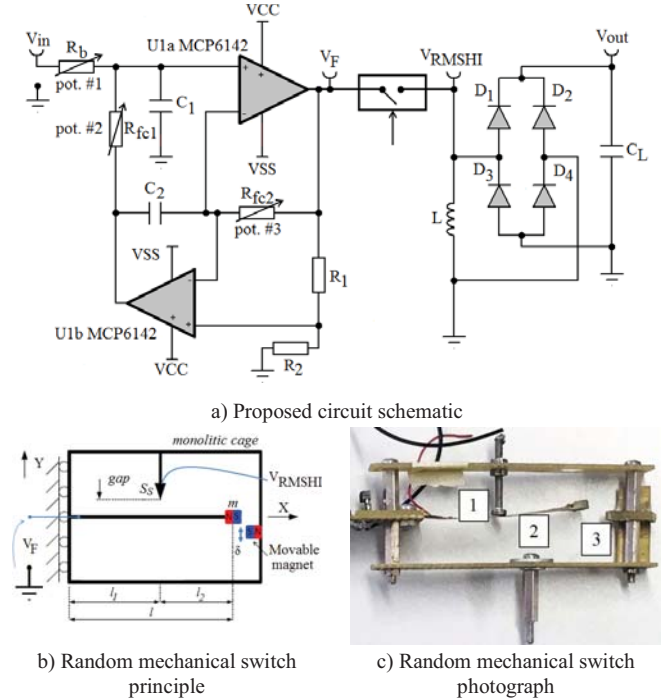 Vin
Rb
pot. #1
U1a MCP6142
VCC
VF
VRMSHI
Vout
pot. #2
Rfc1
C1
VSS
D1
D2
C2
Rfc2
pot. #3
D3
D4
CL
L
VSS
R1
U1b MCP6142
VCC
R2
a) Proposed circuit schematic
monolitic cage
Y
gap
SS
VRMSHI
m
X
N S
S N
δ
VF
Movable
magnet
l1
l2
l
1
2
3
b) Random mechanical switch
principle
c) Random mechanical switch
photograph